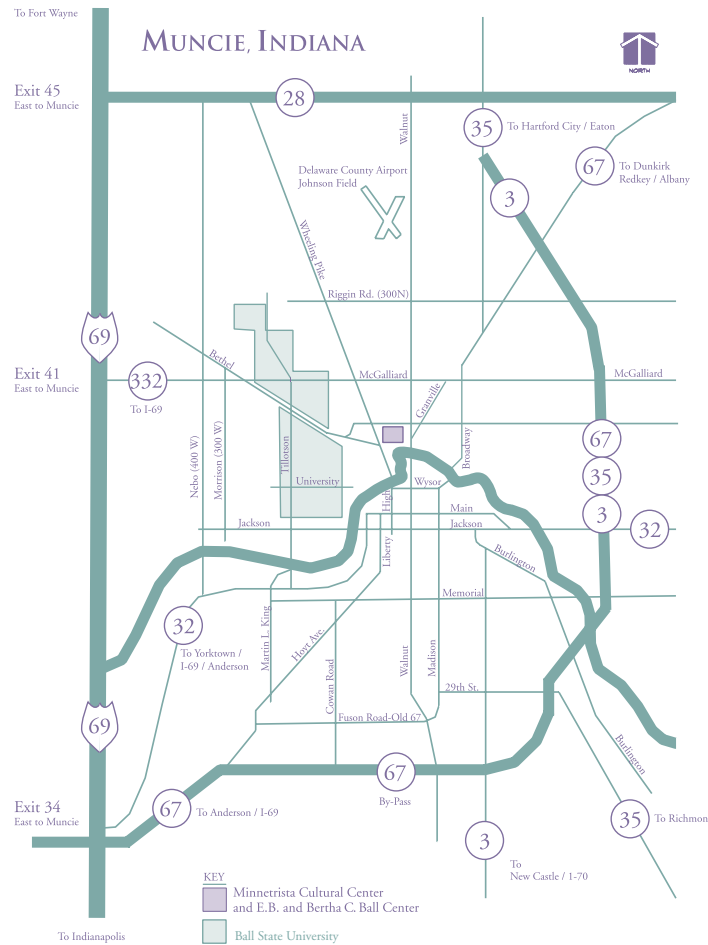 To Fort Wayne
MUNCIE, INDIANA
NORTH
Exit 45
East to Muncie
28
Walnut
35
To Hartford City / Eaton
67
To Dunkirk
Redkey / Albany
3
Delaware County Airport
Johnson Field
Wheeling Pike
Riggin Rd. (300N)
69
Bethel
Exit 41
East to Muncie
332
To I-69
McGalliard
McGalliard
Granville
Nebo (400 W)
Morrison (300 W)
Tillotson
Broadway
67
35
3
32
University
High
Wysor
Main
Jackson
Jackson
Liberty
Burlington
Memorial
32
To Yorktown /
I-69 / Anderson
Martin L. King
Hoyt Ave.
Cowan Road
Walnut
Madison
29th St.
Fuson Road-Old 67
69
Burlington
67
By-Pass
Exit 34
East to Muncie
67
To Anderson / I-69
35
To Richmon
3
To
New Castle / 1-70
KEY
Minnetrista Cultural Center
and E.B. and Bertha C. Ball Center
Ball State University
To Indianapolis